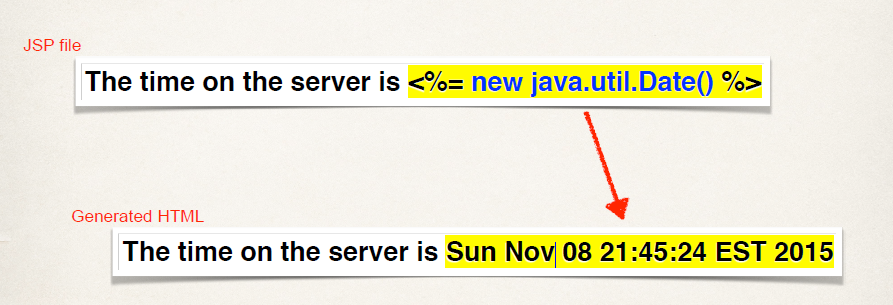 JSP file
The time on the server is <%= new java.util.Date() %>
Generated HTML
The time on the server is Sun Nov 08 21:45:24 EST 2015